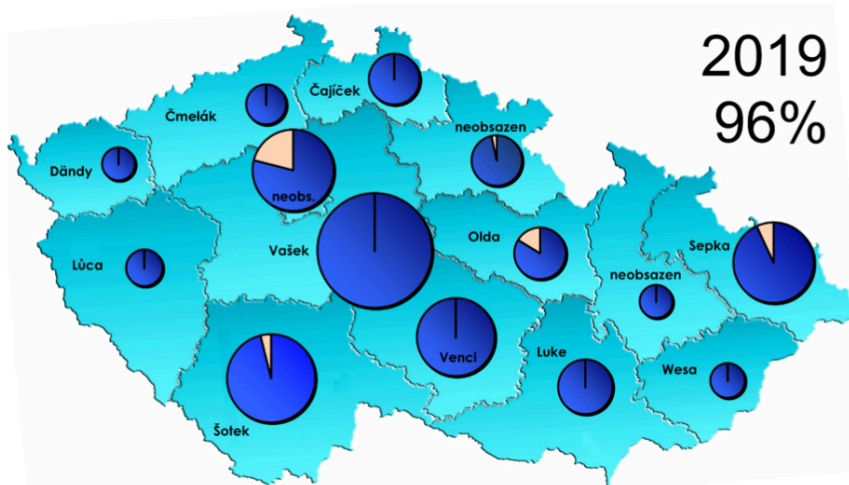 2019
96%
Čajíček
Čmelák
neobsazen
Dändy
neobs.
Vašek
Olda
Sepka
Lůca
neobsazen
Venci
Luke
Wesa
Šotek